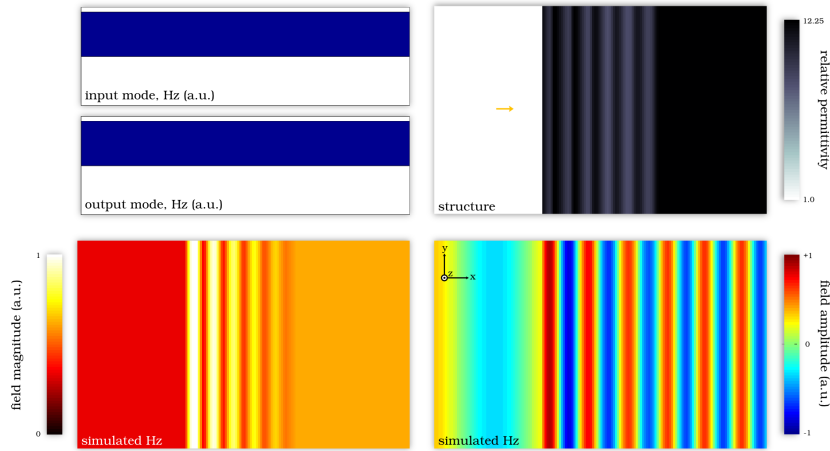 input mode, Hz (a.u.)
output mode, Hz (a.u.)
structure
12.25
relative permittivity
1.0
1
field magnitude (a.u.)
0
simulated Hz
y
z
x
simulated Hz
+1
0
-1
field amplitude (a.u.)